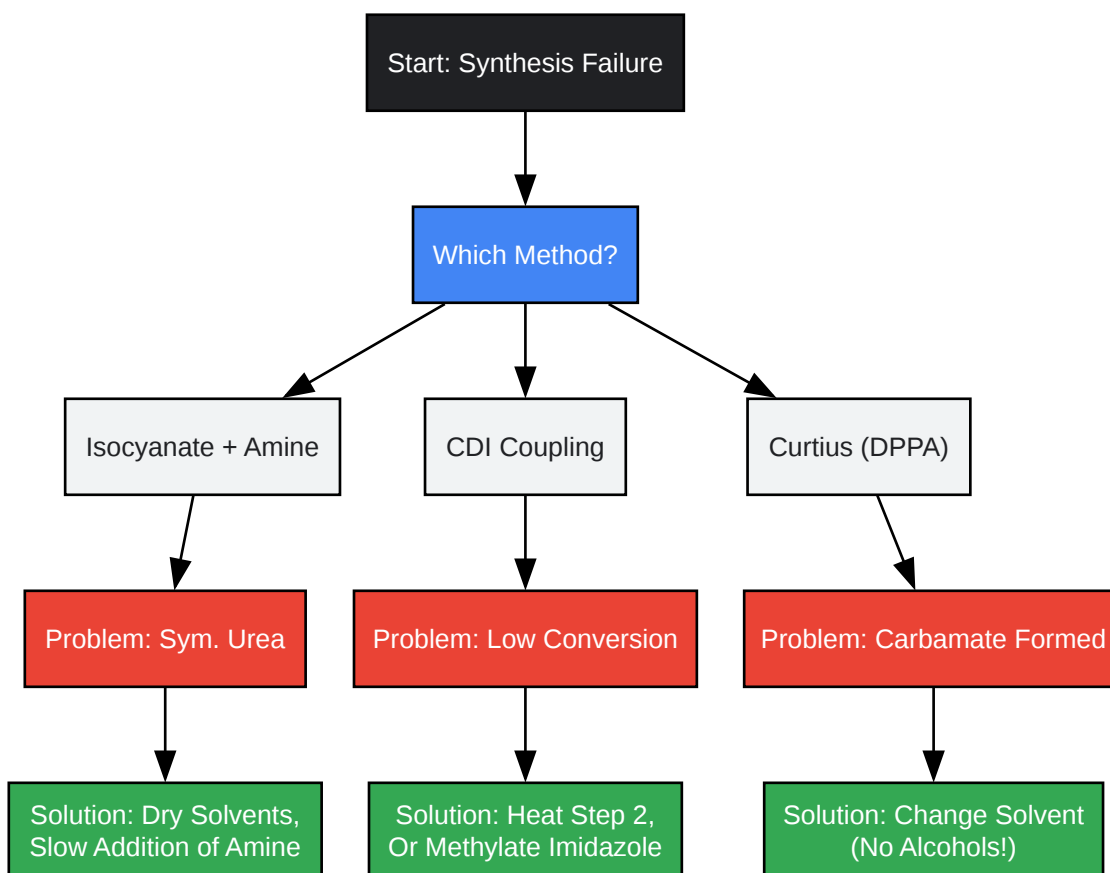 Start: Synthesis Failure
Which Method?
Isocyanate + Amine
CDI Coupling
Curtius (DPPA)
Problem: Sym. Urea
Problem: Low Conversion
Problem: Carbamate Formed
Solution: Dry Solvents,
Slow Addition of Amine
Solution: Heat Step 2,
Or Methylate Imidazole
Solution: Change Solvent
(No Alcohols!)